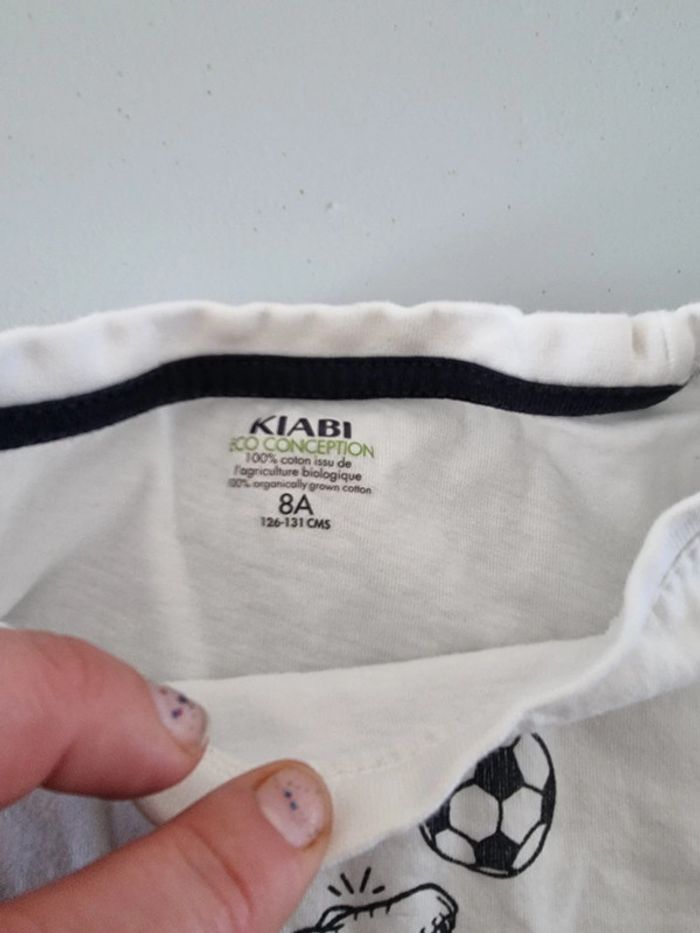 KIABI
ECO CONCEPTION
100% coton issu de
l'agriculture biologique
100% organically grown cotton
8A
126-131 CMS